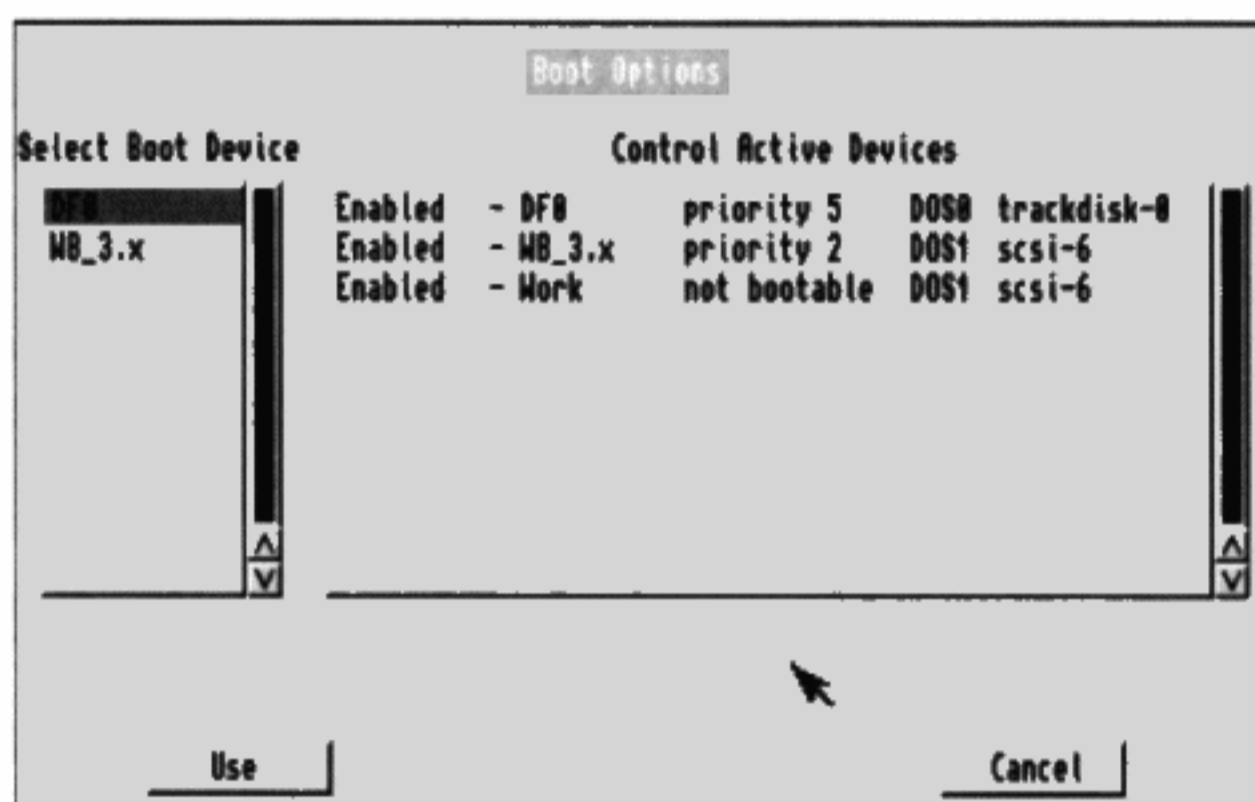 Boot Options
Select Boot Device
Control Active Devices
DF0
WB_3.x
Enabled - DF0 priority 5 DOS0 trackdisk-0
Enabled - WB_3.x priority 2 DOS1 scsi-6
Enabled - Work not bootable DOS1 scsi-6
Use
Cancel